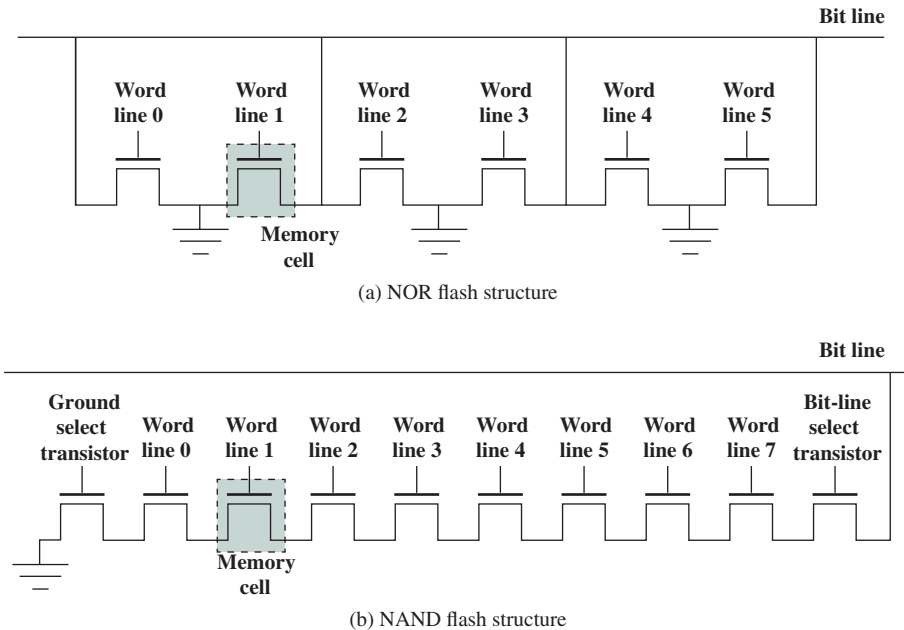 Bit line
Word
line 0
Word
line 1
Word
line 2
Word
line 3
Word
line 4
Word
line 5
Memory
cell
(a) NOR flash structure
Bit line
Ground
select
transistor
Word
line 0
Word
line 1
Word
line 2
Word
line 3
Word
line 4
Word
line 5
Word
line 6
Word
line 7
Bit-line
select
transistor
Memory
cell
(b) NAND flash structure